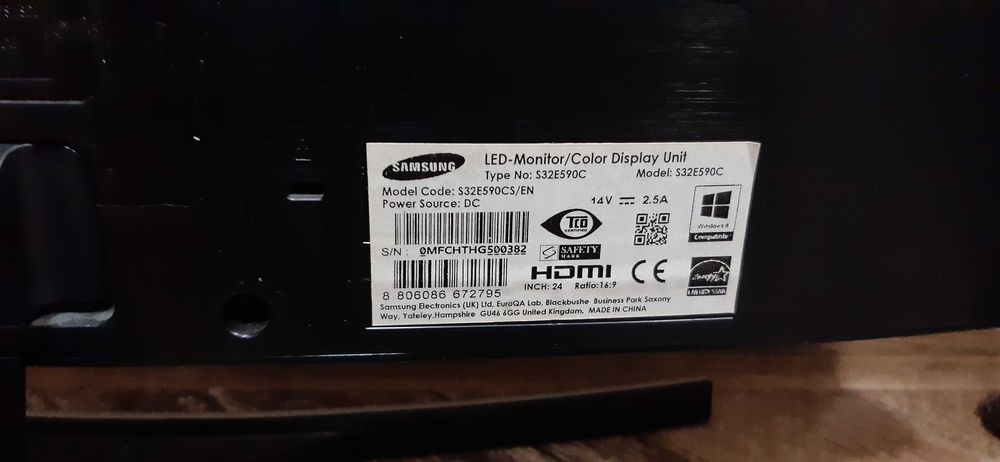 SAMSUNG
LED-Monitor/Color Display Unit
Type No: S32E590C Model: S32E590C
Model Code: S32E590CS/EN
Power Source: DC 14V 2.5A
TCO
CERTIFIED
Windows 8
Compatible
S/N : 0MFCHTHG500382
SAFETY
MARK
HDMI CE
ENERGY STAR
INCH: 24 Ratio:16:9
8 806086 672795
Samsung Electronics (UK) Ltd, EuroQA Lab, Blackbushe Business Park Saxony
Way, Yateley,Hampshire GU46 6GG United Kingdom. MADE IN CHINA